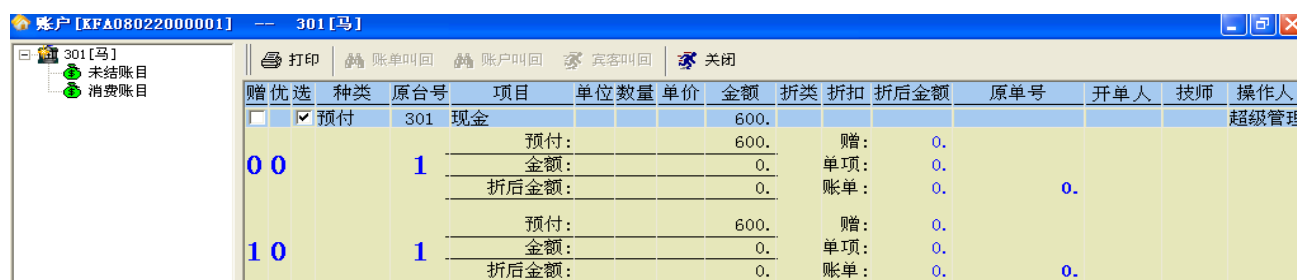 账户[KFA08022000001] -- 301[马]
301[马]
未结账目
消费账目
打印 账单叫回 账户叫回 宾客叫回 关闭
赠 优 选 种类 原台号 项目 单位 数量 单价 金额 折类 折扣 折后金额 原单号 开单人 技师 操作人
预付 301 现金 600. 超级管理
预付: 600. 赠: 0.
0 0 1 金额: 0. 单项: 0.
折后金额: 0. 账单: 0. 0.
预付: 600. 赠: 0.
1 0 1 金额: 0. 单项: 0.
折后金额: 0. 账单: 0. 0.